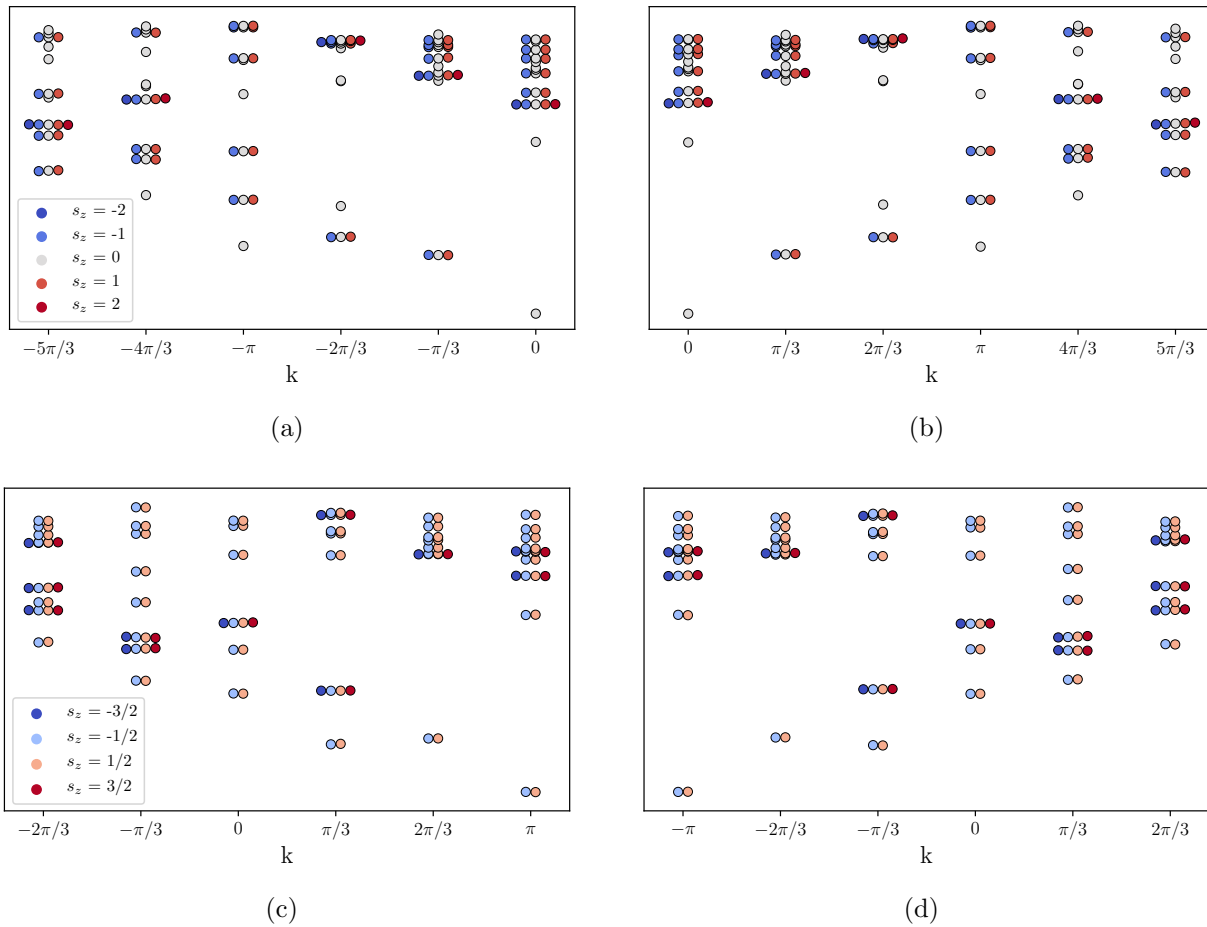 s_z = -2
s_z = -1
s_z = 0
s_z = 1
s_z = 2
−5π/3 −4π/3 −π −2π/3 −π/3 0
k
(a)
0 π/3 2π/3 π 4π/3 5π/3
k
(b)
s_z = -3/2
s_z = -1/2
s_z = 1/2
s_z = 3/2
−2π/3 −π/3 0 π/3 2π/3 π
k
(c)
−π −2π/3 −π/3 0 π/3 2π/3
k
(d)